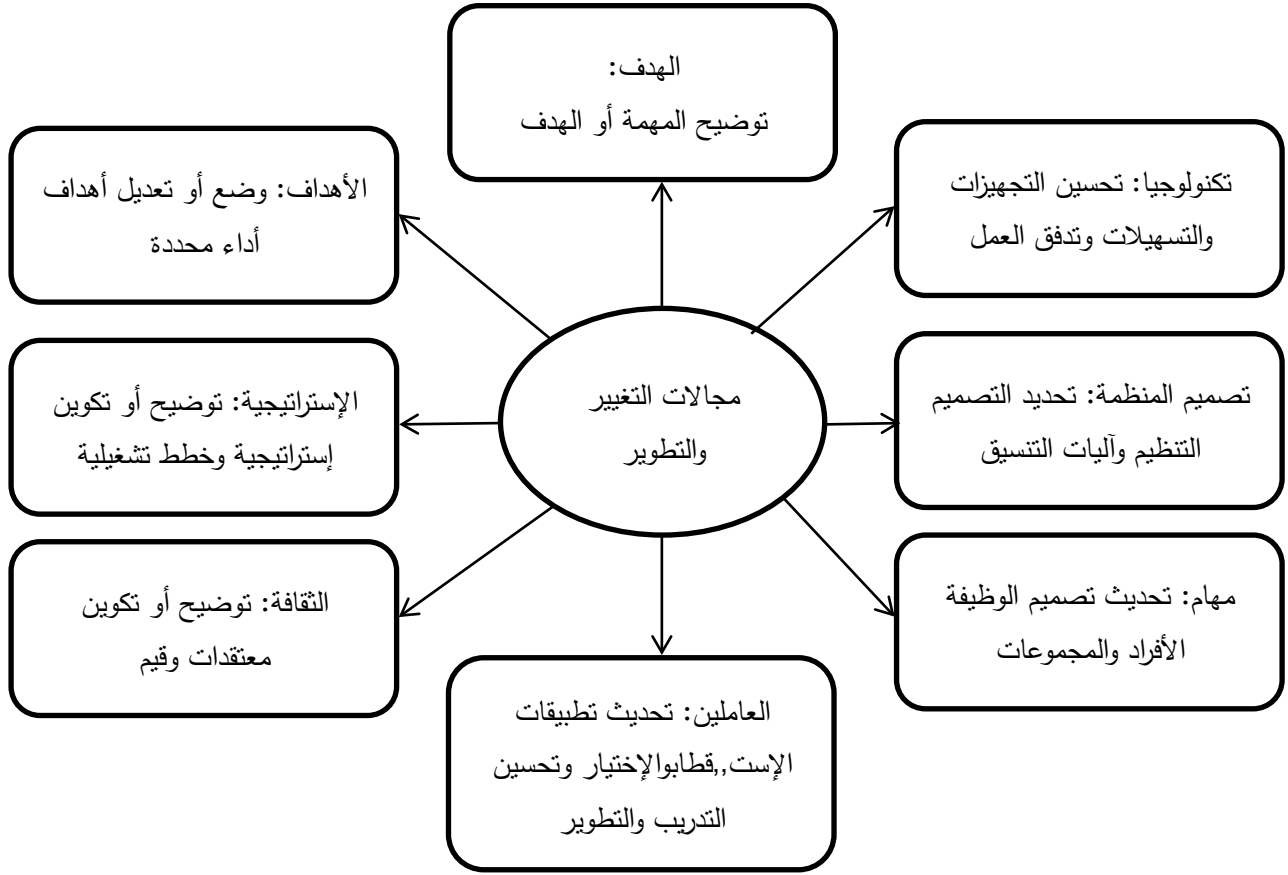 الهدف:
توضيح المهمة أو الهدف
تكنولوجيا: تحسين التجهيزات
والتسهيلات وتدفق العمل
الأهداف: وضع أو تعديل أهداف
أداء محددة
مجالات التغيير
والتطوير
تصميم المنظمة: تحديد التصميم
التنظيم وآليات التنسيق
الإستراتيجية: توضيح أو تكوين
إستراتيجية وخطط تشغيلية
مهام: تحديث تصميم الوظيفة
الأفراد والمجموعات
الثقافة: توضيح أو تكوين
معتقدات وقيم
العاملين: تحديث تطبيقات
الإست,,قطابوالإختيار وتحسين
التدريب والتطوير